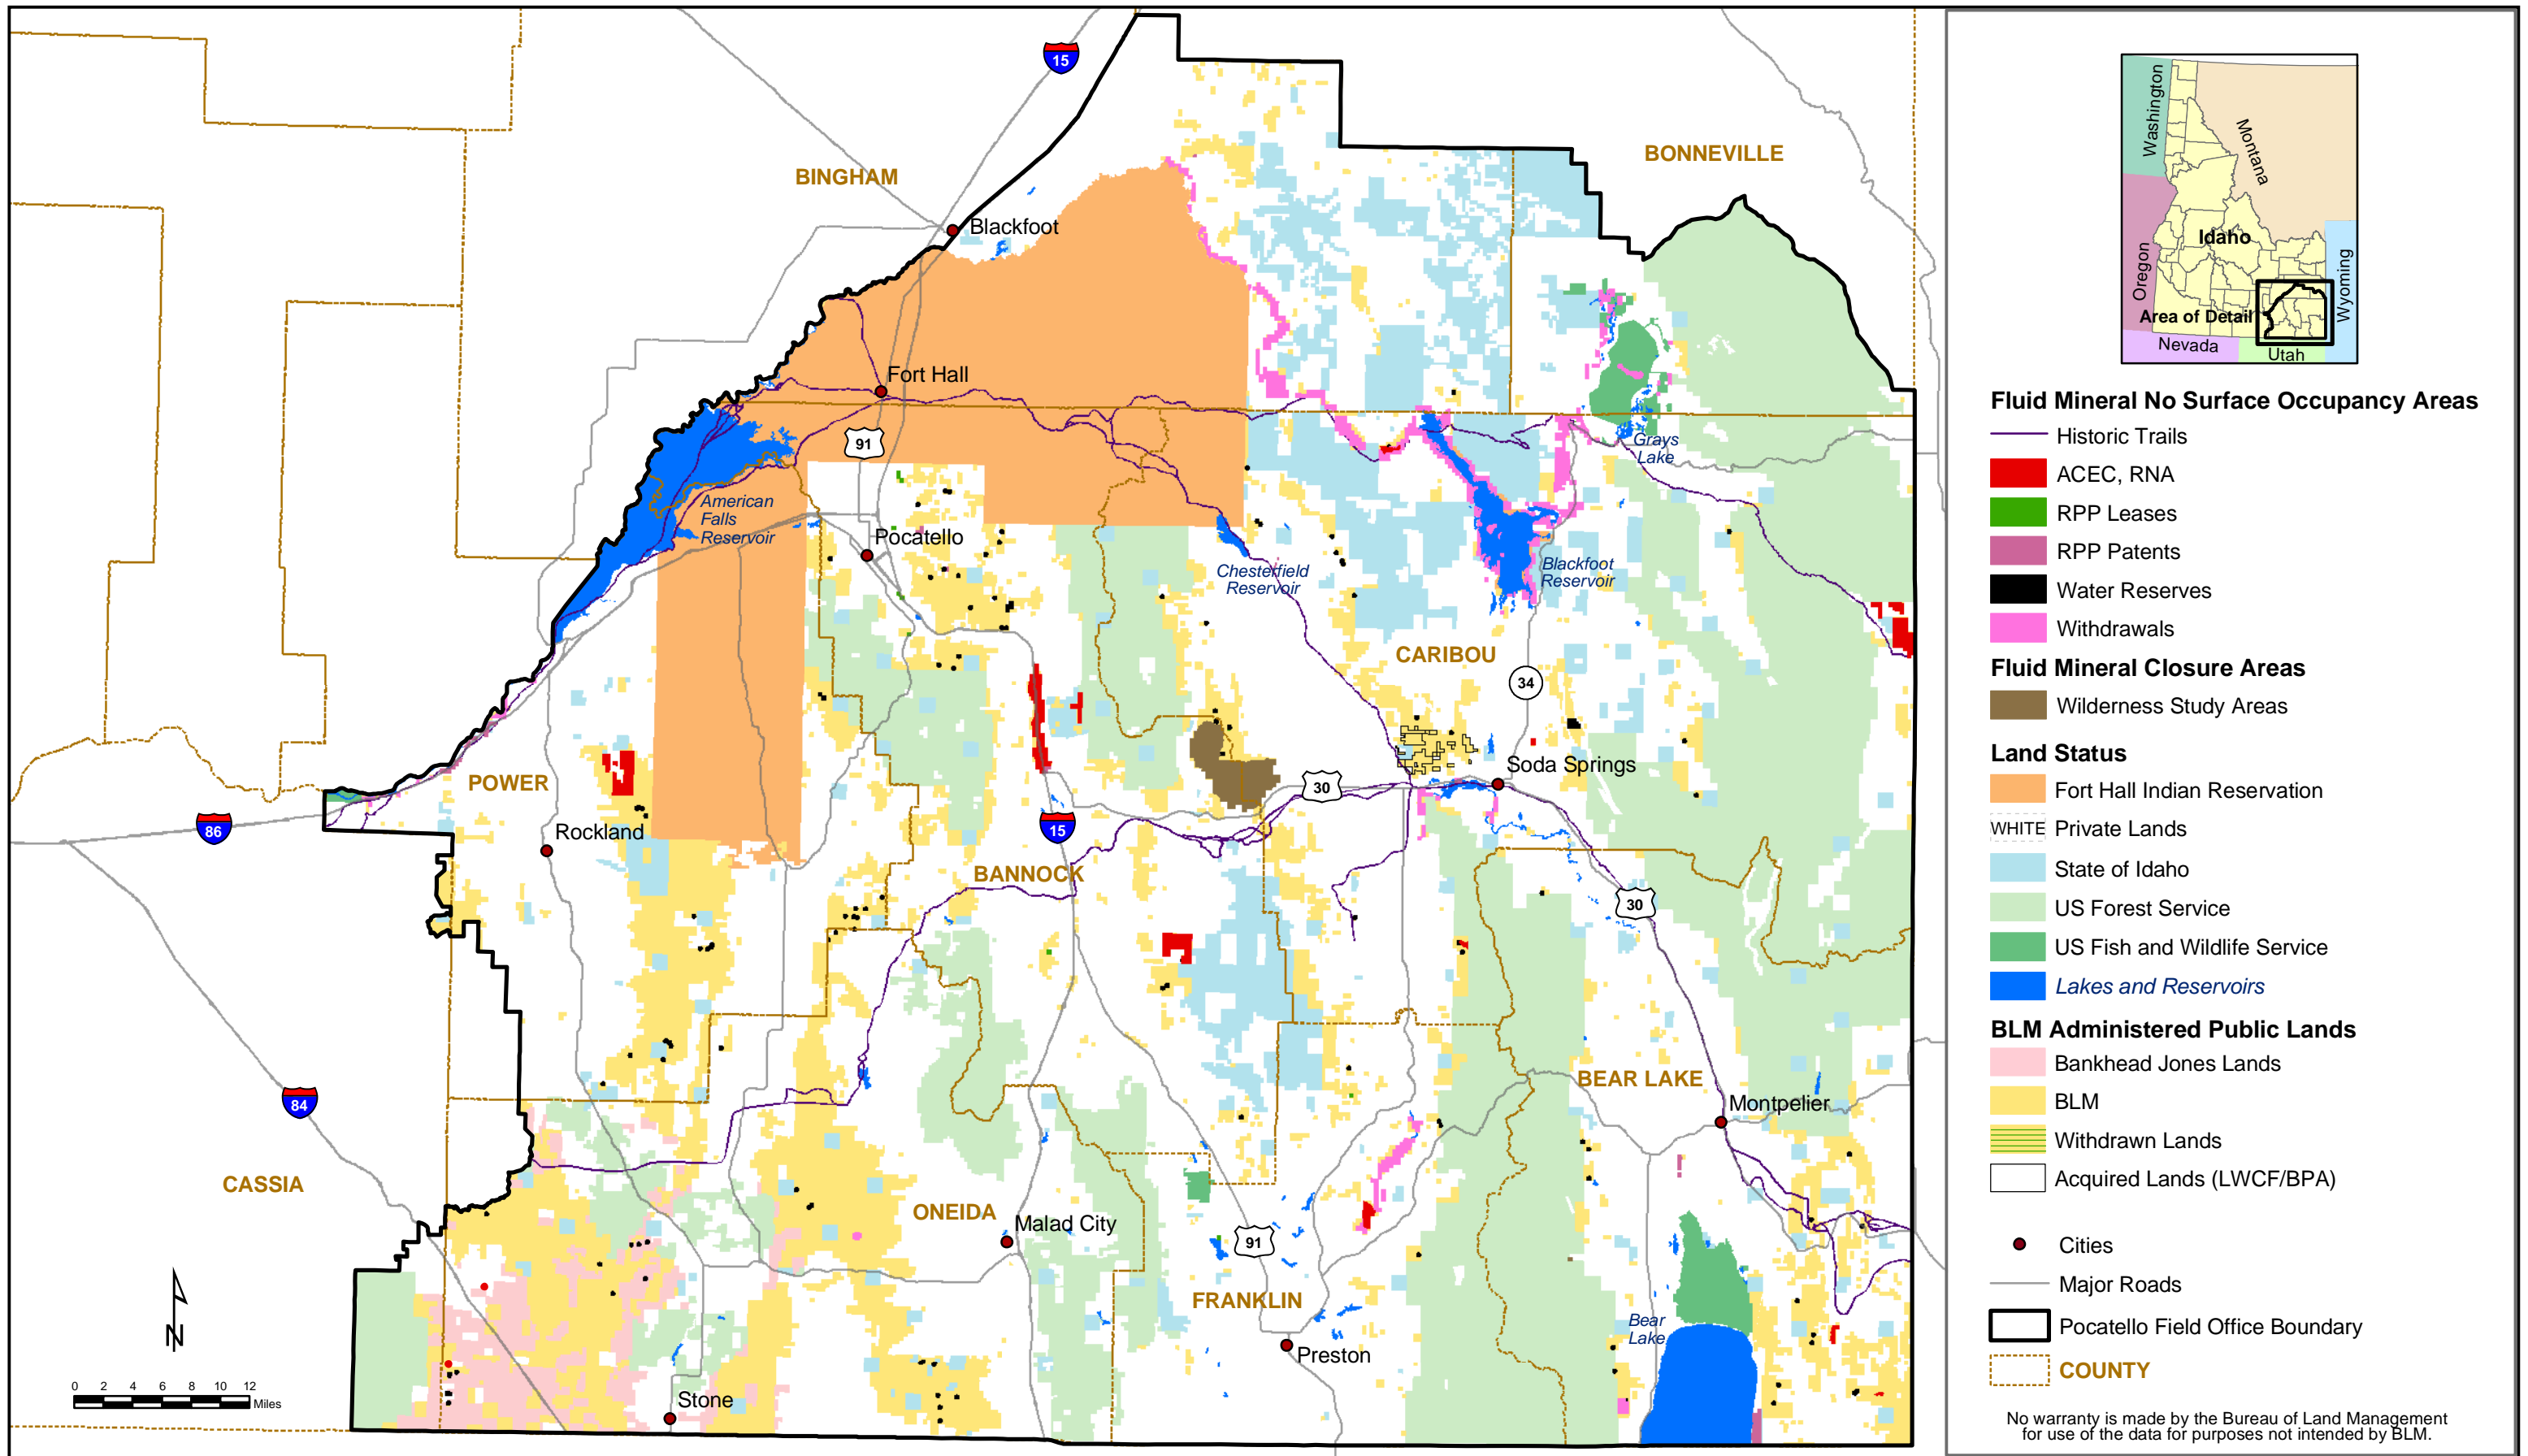 15
BINGHAM
BONNEVILLE
Blackfoot
Fort Hall
91
American
Falls
Reservoir
Pocatello
Grays
Lake
Chesterfield
Reservoir
Blackfoot
Reservoir
CARIBOU
34
POWER
Soda Springs
30
86
Rockland
15
BANNOCK
30
84
BEAR LAKE
Montpelier
CASSIA
ONEIDA
Malad City
91
FRANKLIN
Bear
Lake
Preston
Stone
N
0 2 4 6 8 10 12
Miles
Washington
Montana
Oregon
Idaho
Wyoming
Area of Detail
Nevada
Utah
Fluid Mineral No Surface Occupancy Areas
Historic Trails
ACEC, RNA
RPP Leases
RPP Patents
Water Reserves
Withdrawals
Fluid Mineral Closure Areas
Wilderness Study Areas
Land Status
Fort Hall Indian Reservation
WHITE Private Lands
State of Idaho
US Forest Service
US Fish and Wildlife Service
Lakes and Reservoirs
BLM Administered Public Lands
Bankhead Jones Lands
BLM
Withdrawn Lands
Acquired Lands (LWCF/BPA)
Cities
Major Roads
Pocatello Field Office Boundary
COUNTY
No warranty is made by the Bureau of Land Management
for use of the data for purposes not intended by BLM.